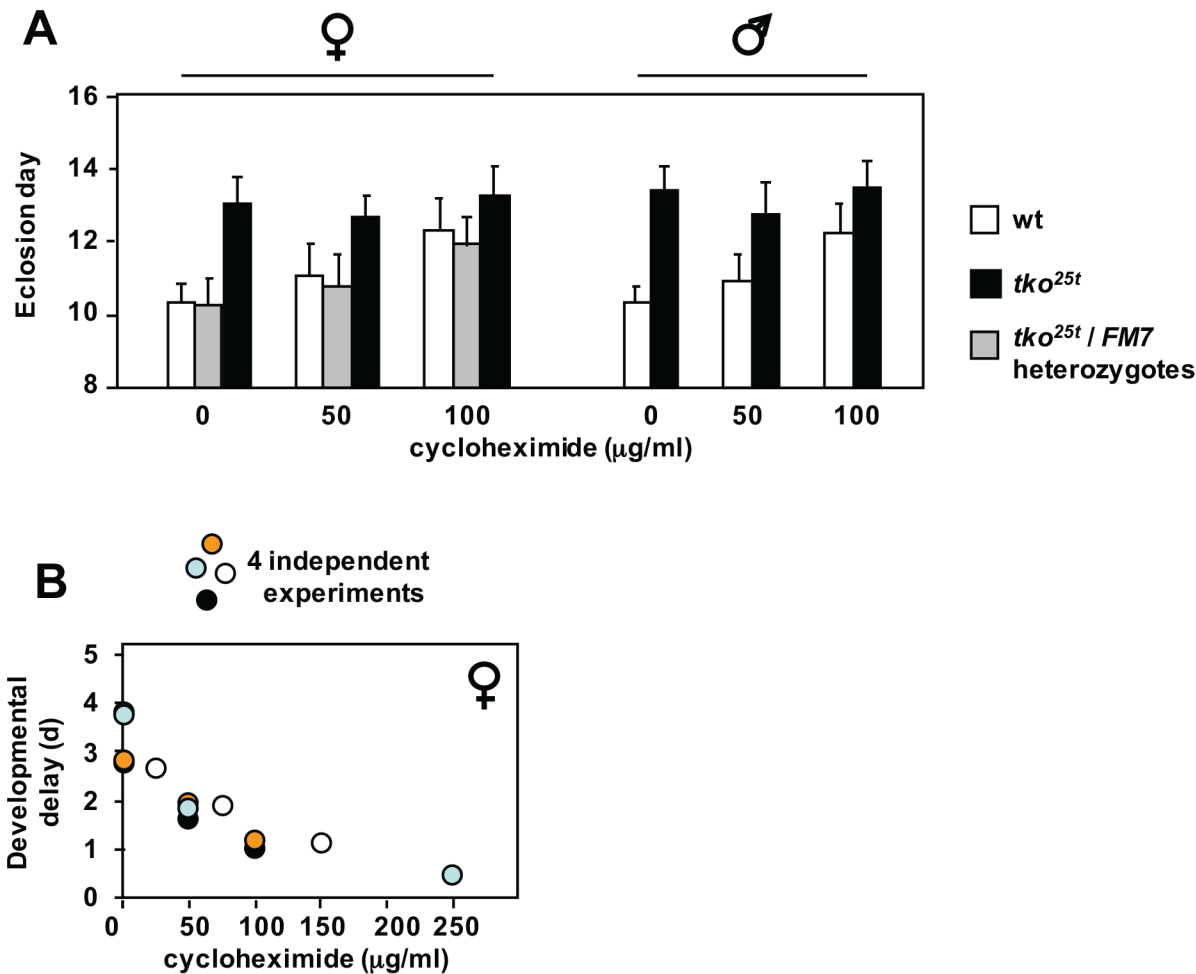 A
♀ ♂
16
14
12
10
8
Eclosion day
0 50 100 0 50 100
cycloheximide (μg/ml)
wt
tko25t
tko25t / FM7
heterozygotes
B
4 independent
experiments
♀
5
4
3
2
1
0
Developmental
delay (d)
0 50 100 150 200 250
cycloheximide (μg/ml)